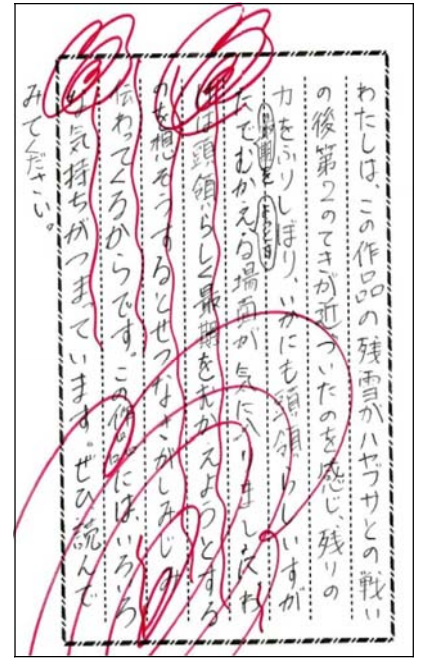 わたしは、この作品の残雪がハヤブサとの戦い
の後第2のてきが近づいたのを感じ、残りの
力をふりしぼり、いかにも頭領らしいすが
たでむかえる場面が気に入りました。わ
けは頭領らしく最期をむかえようとする
のを想そうするとせつなさがしみじみ
伝わってくるからです。この作品には、いろいろ
な気持ちがつまっています。ぜひ読んで
みてください。